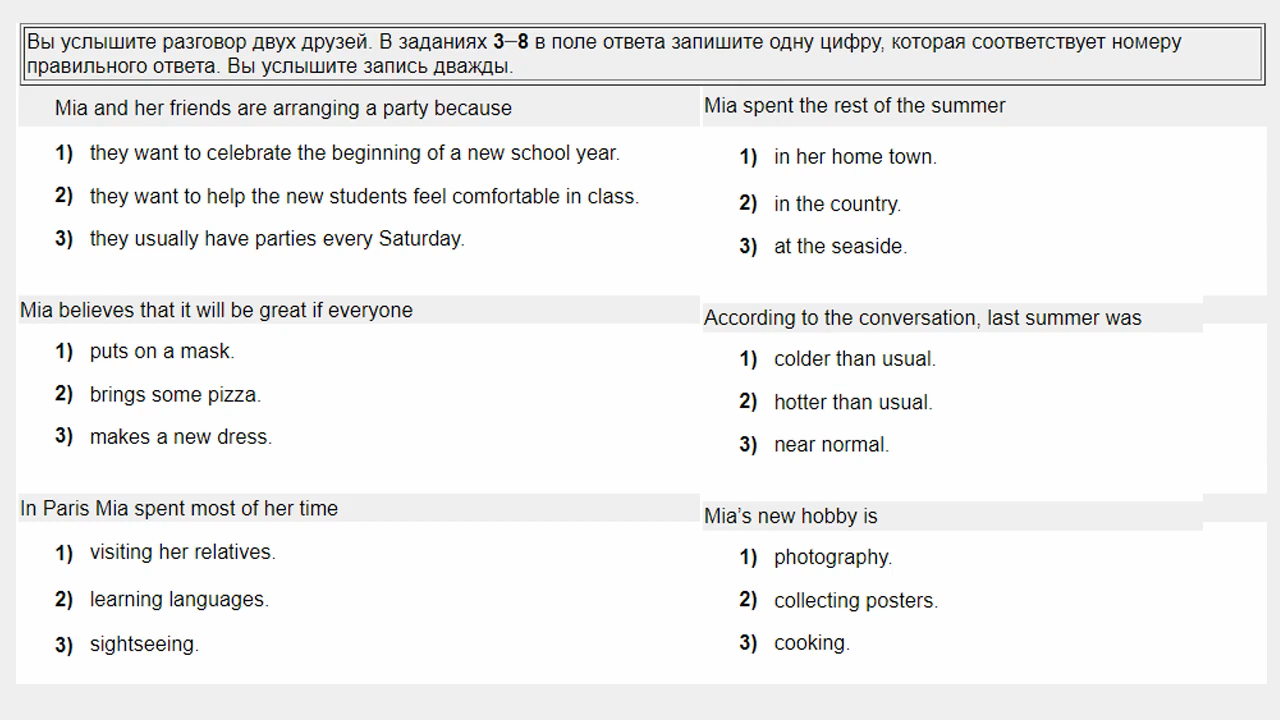 Вы услышите разговор двух друзей. В заданиях 3–8 в поле ответа запишите одну цифру, которая соответствует номеру
правильного ответа. Вы услышите запись дважды.
Mia and her friends are arranging a party because
1) they want to celebrate the beginning of a new school year.
2) they want to help the new students feel comfortable in class.
3) they usually have parties every Saturday.
Mia believes that it will be great if everyone
1) puts on a mask.
2) brings some pizza.
3) makes a new dress.
In Paris Mia spent most of her time
1) visiting her relatives.
2) learning languages.
3) sightseeing.
Mia spent the rest of the summer
1) in her home town.
2) in the country.
3) at the seaside.
According to the conversation, last summer was
1) colder than usual.
2) hotter than usual.
3) near normal.
Mia’s new hobby is
1) photography.
2) collecting posters.
3) cooking.